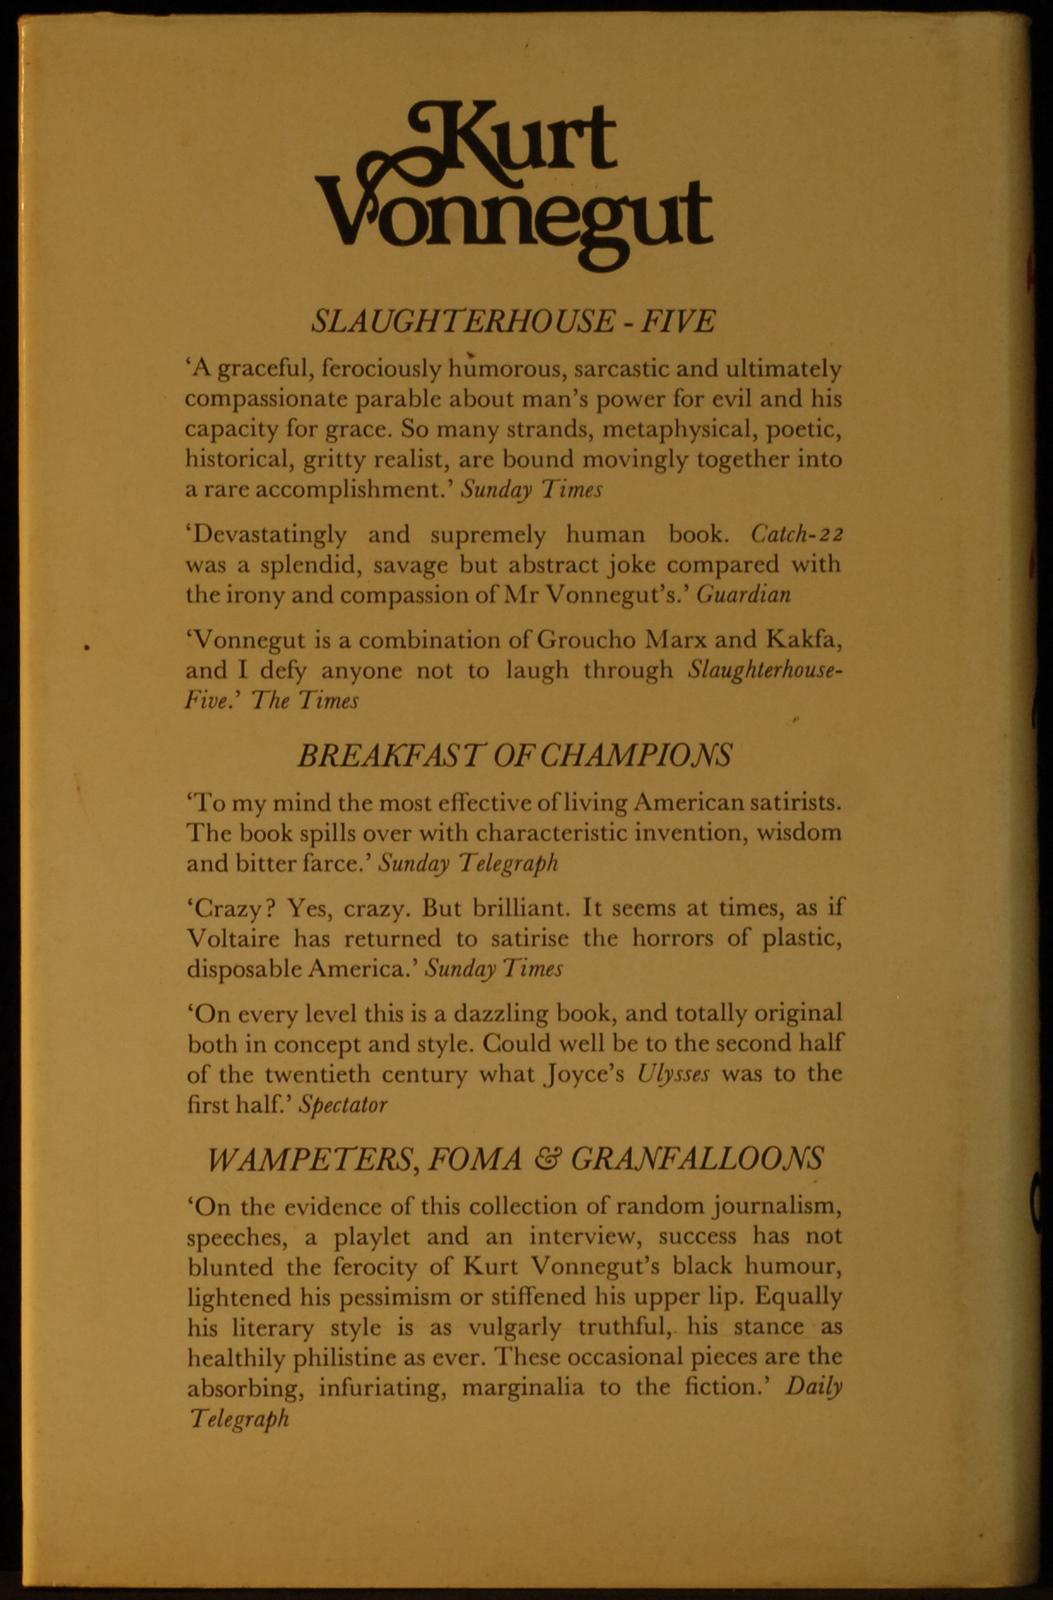 Kurt
Vonnegut
SLAUGHTERHOUSE - FIVE
‘A graceful, ferociously humorous, sarcastic and ultimately
compassionate parable about man’s power for evil and his
capacity for grace. So many strands, metaphysical, poetic,
historical, gritty realist, are bound movingly together into
a rare accomplishment.’ Sunday Times
‘Devastatingly and supremely human book. Catch-22
was a splendid, savage but abstract joke compared with
the irony and compassion of Mr Vonnegut’s.’ Guardian
‘Vonnegut is a combination of Groucho Marx and Kakfa,
and I defy anyone not to laugh through Slaughterhouse-
Five.’ The Times
BREAKFAST OF CHAMPIONS
‘To my mind the most effective of living American satirists.
The book spills over with characteristic invention, wisdom
and bitter farce.’ Sunday Telegraph
‘Crazy? Yes, crazy. But brilliant. It seems at times, as if
Voltaire has returned to satirise the horrors of plastic,
disposable America.’ Sunday Times
‘On every level this is a dazzling book, and totally original
both in concept and style. Could well be to the second half
of the twentieth century what Joyce’s Ulysses was to the
first half.’ Spectator
WAMPETERS, FOMA & GRANFALLOONS
‘On the evidence of this collection of random journalism,
speeches, a playlet and an interview, success has not
blunted the ferocity of Kurt Vonnegut’s black humour,
lightened his pessimism or stiffened his upper lip. Equally
his literary style is as vulgarly truthful, his stance as
healthily philistine as ever. These occasional pieces are the
absorbing, infuriating, marginalia to the fiction.’ Daily
Telegraph